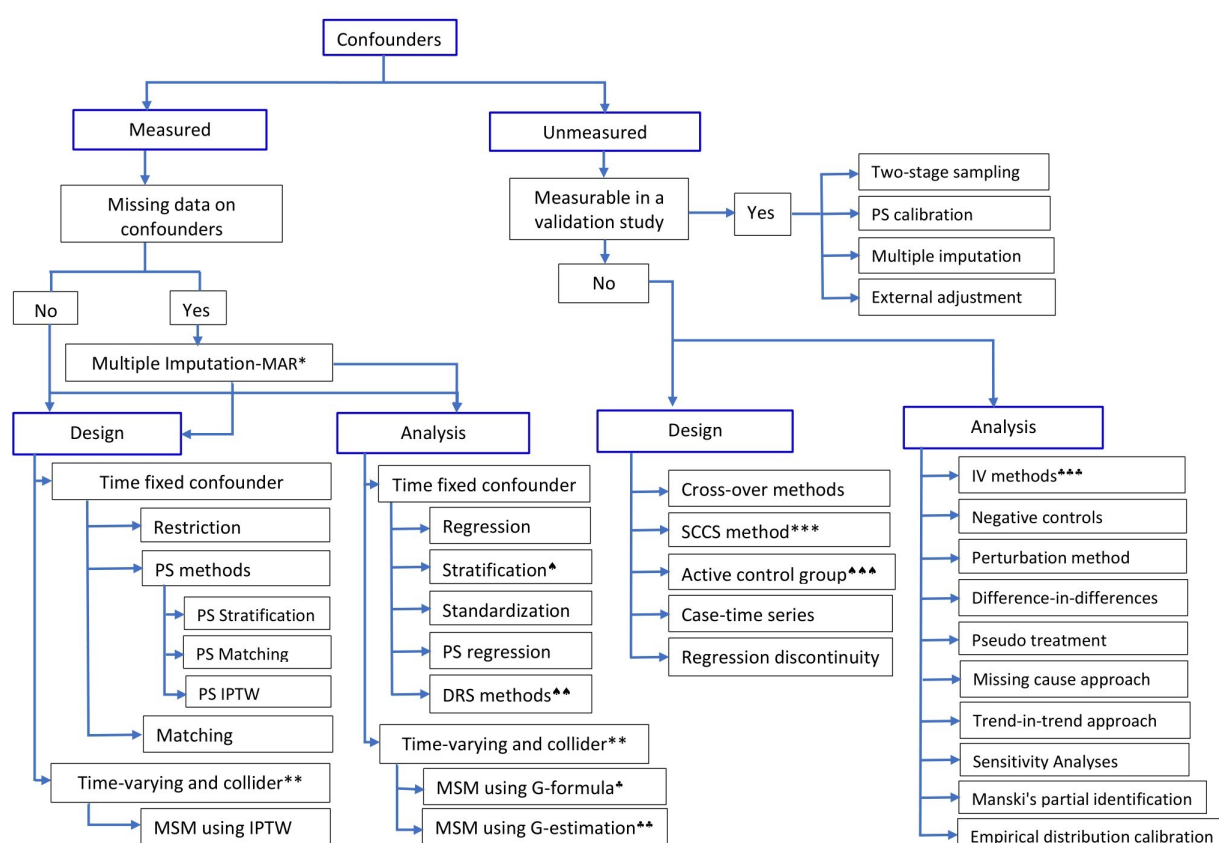 Confounders
Measured
Unmeasured
Missing data on
confounders
Measurable in a
validation study
Yes
Two-stage sampling
PS calibration
Multiple imputation
External adjustment
No
No
Yes
Multiple Imputation-MAR*
Design
Time fixed confounder
Restriction
PS methods
PS Stratification
PS Matching
PS IPTW
Matching
Time-varying and collider**
MSM using IPTW
Analysis
Time fixed confounder
Regression
Stratification♠
Standardization
PS regression
DRS methods♠♠
Time-varying and collider**
MSM using G-formula♣
MSM using G-estimation♣♣
Design
Cross-over methods
SCCS method***
Active control group♠♠♠
Case-time series
Regression discontinuity
Analysis
IV methods♣♣♣
Negative controls
Perturbation method
Difference-in-differences
Pseudo treatment
Missing cause approach
Trend-in-trend approach
Sensitivity Analyses
Manski's partial identification
Empirical distribution calibration